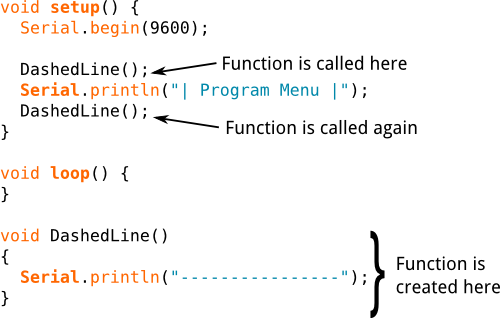 void setup() {
Serial.begin(9600);
DashedLine();
Function is called here
Serial.println("| Program Menu |");
DashedLine();
Function is called again
}
void loop() {
}
void DashedLine()
{
Serial.println("----------------");
}
Function is
created here